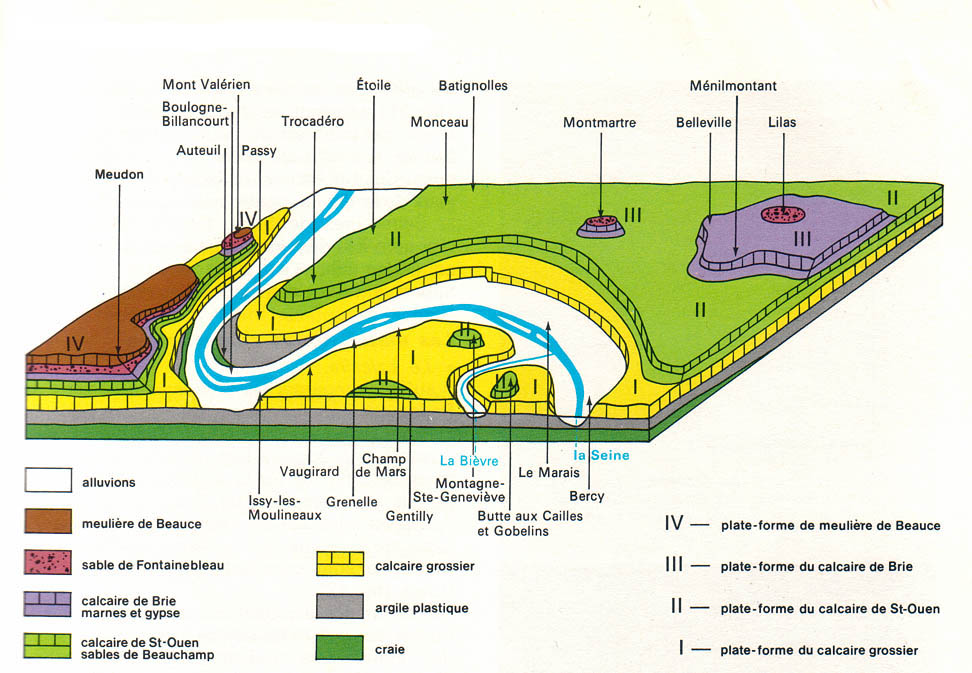 Mont Valérien
Étoile
Batignolles
Ménilmontant
Boulogne-
Billancourt
Trocadéro
Monceau
Montmartre
Belleville
Lilas
Auteuil
Passy
Meudon
IV
I
II
III
II
III
II
IV
I
I
I
II
II
II
I
I
La Bièvre
la Seine
Vaugirard
Champ
de Mars
Le Marais
Montagne-
Ste-Geneviève
Bercy
Issy-les-
Moulineaux
Grenelle
Gentilly
Butte aux Cailles
et Gobelins
alluvions
meulière de Beauce
sable de Fontainebleau
calcaire de Brie
marnes et gypse
calcaire de St-Ouen
sables de Beauchamp
calcaire grossier
argile plastique
craie
IV — plate-forme de meulière de Beauce
III — plate-forme du calcaire de Brie
II — plate-forme du calcaire de St-Ouen
I — plate-forme du calcaire grossier